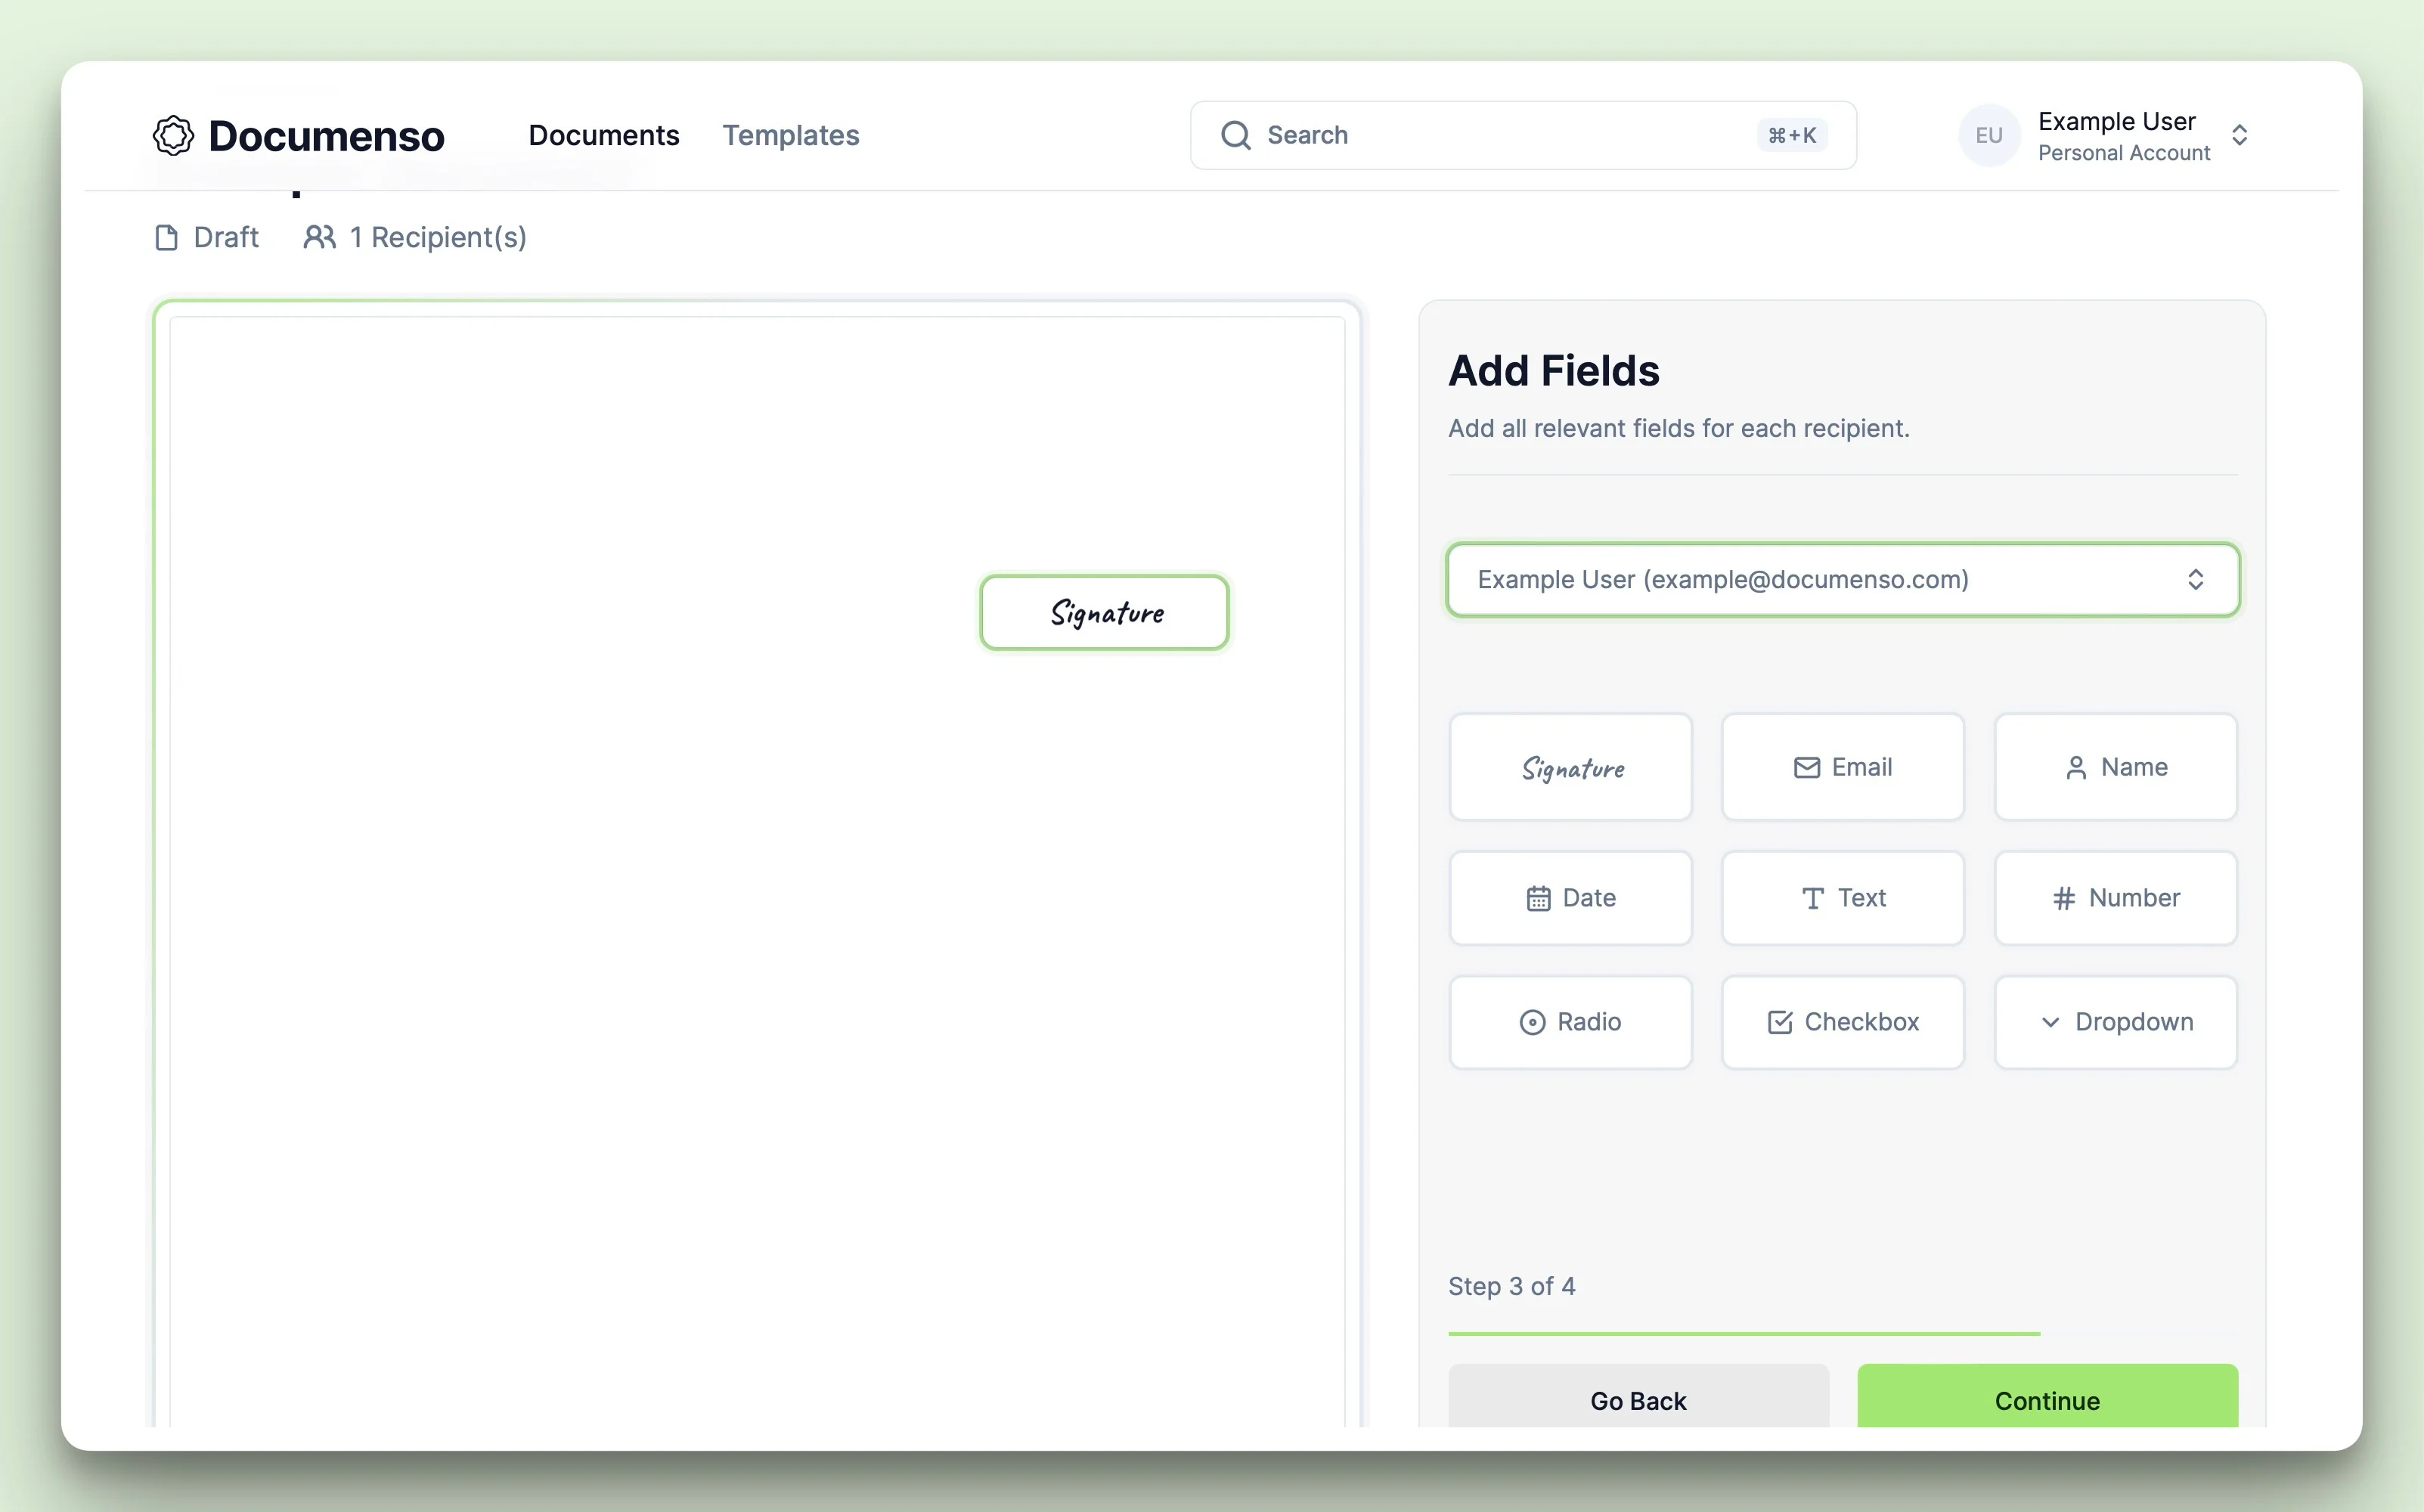 Documenso Documents Templates Search ⌘+K EU Example User
Personal Account
Draft 1 Recipient(s)
Add Fields
Add all relevant fields for each recipient.
Example User (example@documenso.com)
Signature
Signature Email Name
Date Text Number
Radio Checkbox Dropdown
Step 3 of 4
Go Back Continue